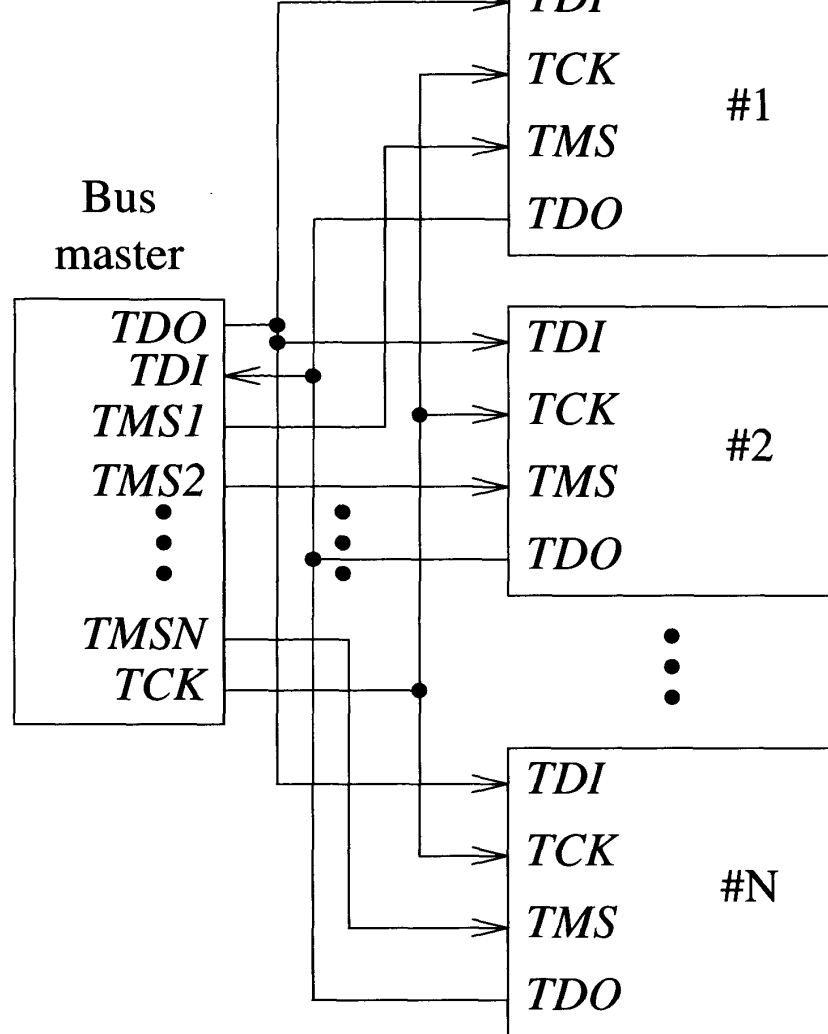 Bus
master
TDO
TDI
TMS1
TMS2
TMSN
TCK
TDI
TCK
TMS
TDO
#1
TDI
TCK
TMS
TDO
#2
TDI
TCK
TMS
TDO
#N